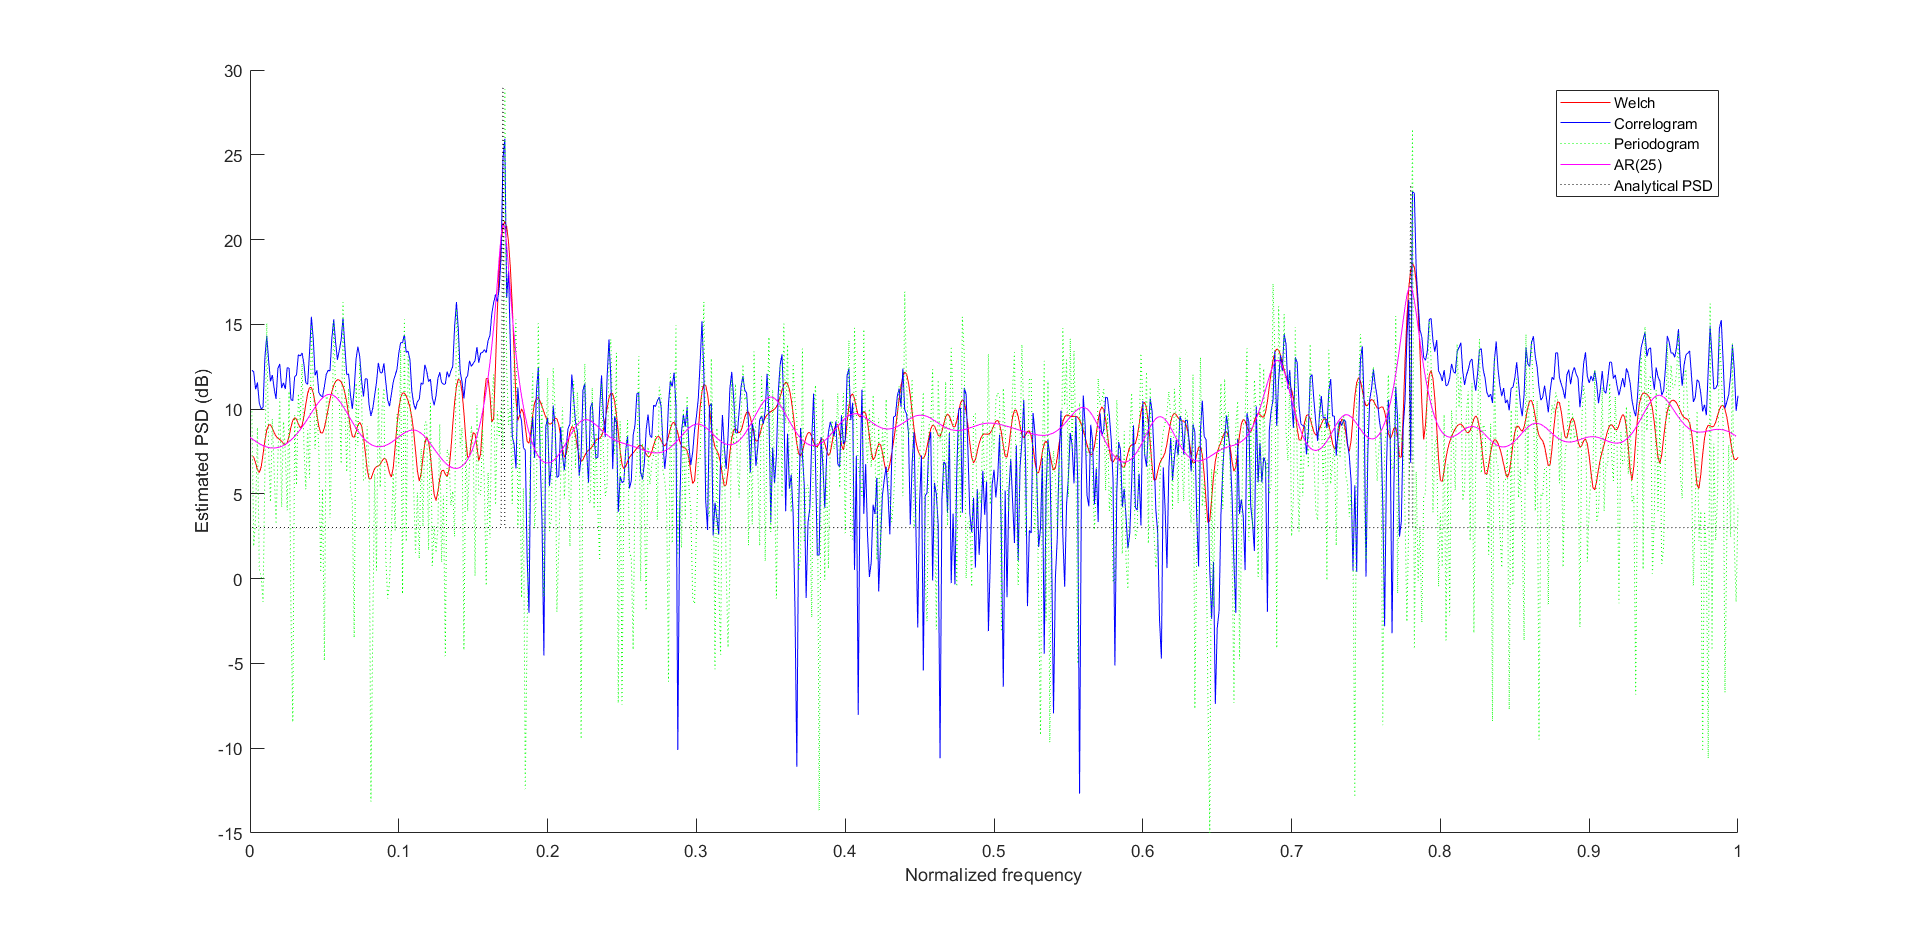 30
25
20
15
10
5
0
-5
-10
-15
Estimated PSD (dB)
0 0.1 0.2 0.3 0.4 0.5 0.6 0.7 0.8 0.9 1
Normalized frequency
Welch
Correlogram
Periodogram
AR(25)
Analytical PSD